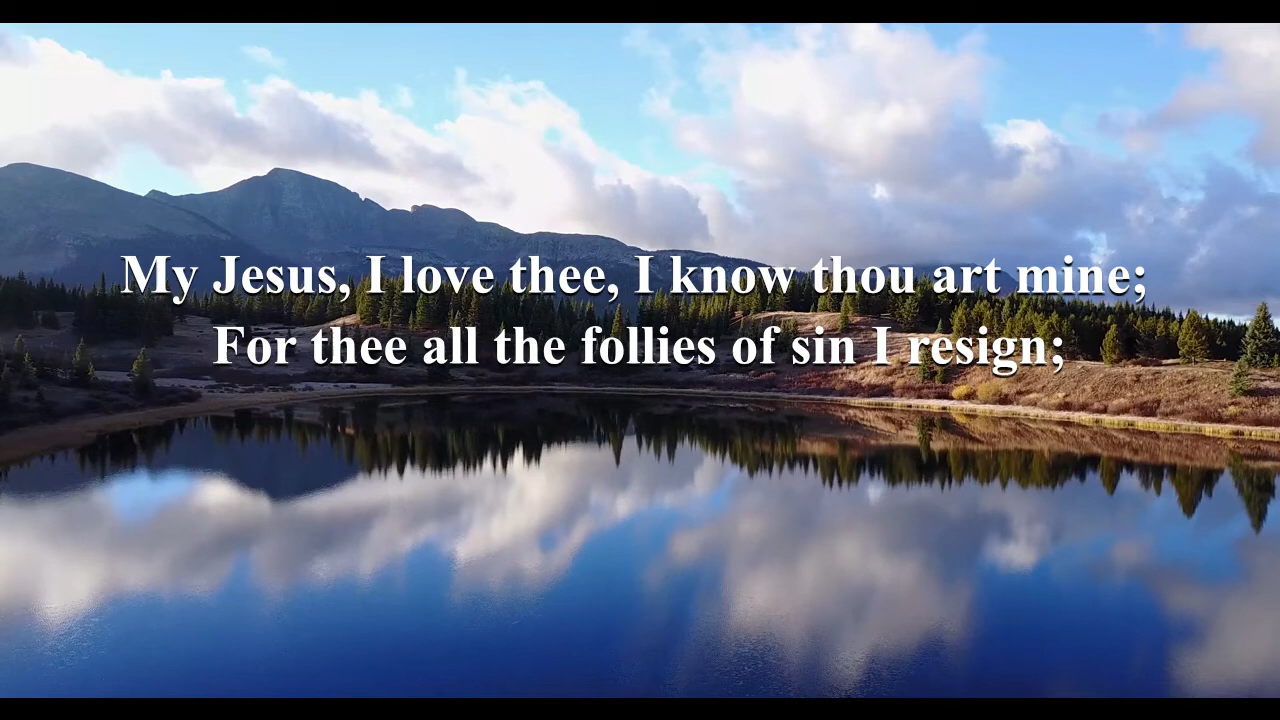 My Jesus, I love thee, I know thou art mine;
For thee all the follies of sin I resign;